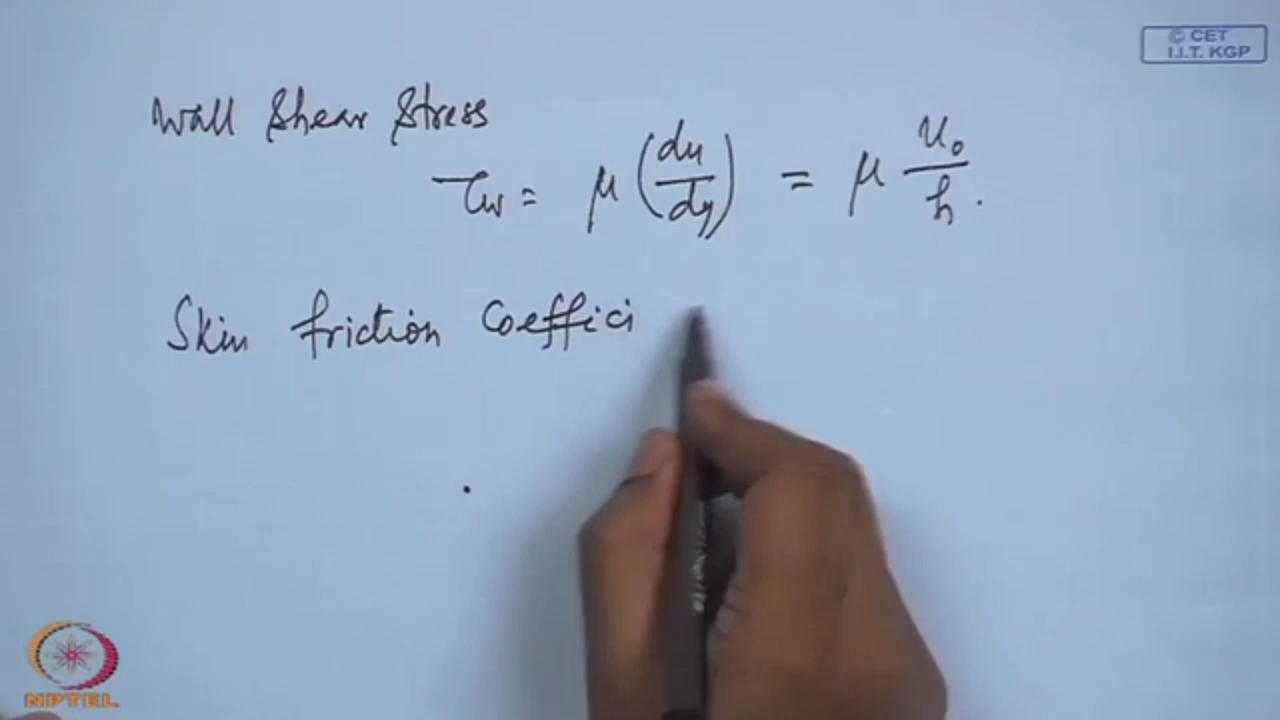 © CET
I.I.T. KGP
Wall Shear Stress
τw = μ (du/dy) = μ u₀/h.
Skin friction Coeffici
NPTEL